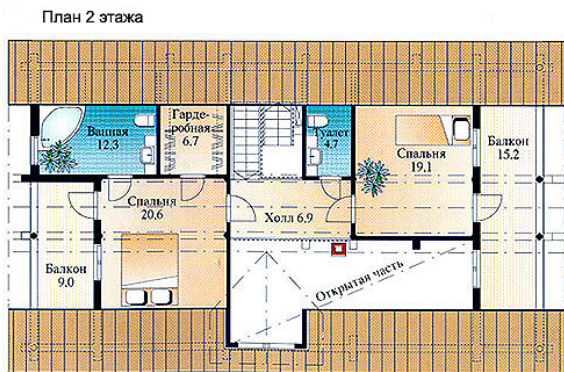 План 2 этажа
Ванная
12.3
Гарде-
робная
6.7
Туалет
4.7
Спальня
19.1
Балкон
15.2
Спальня
20.6
Холл 6.9
Балкон
9.0
Открытая часть